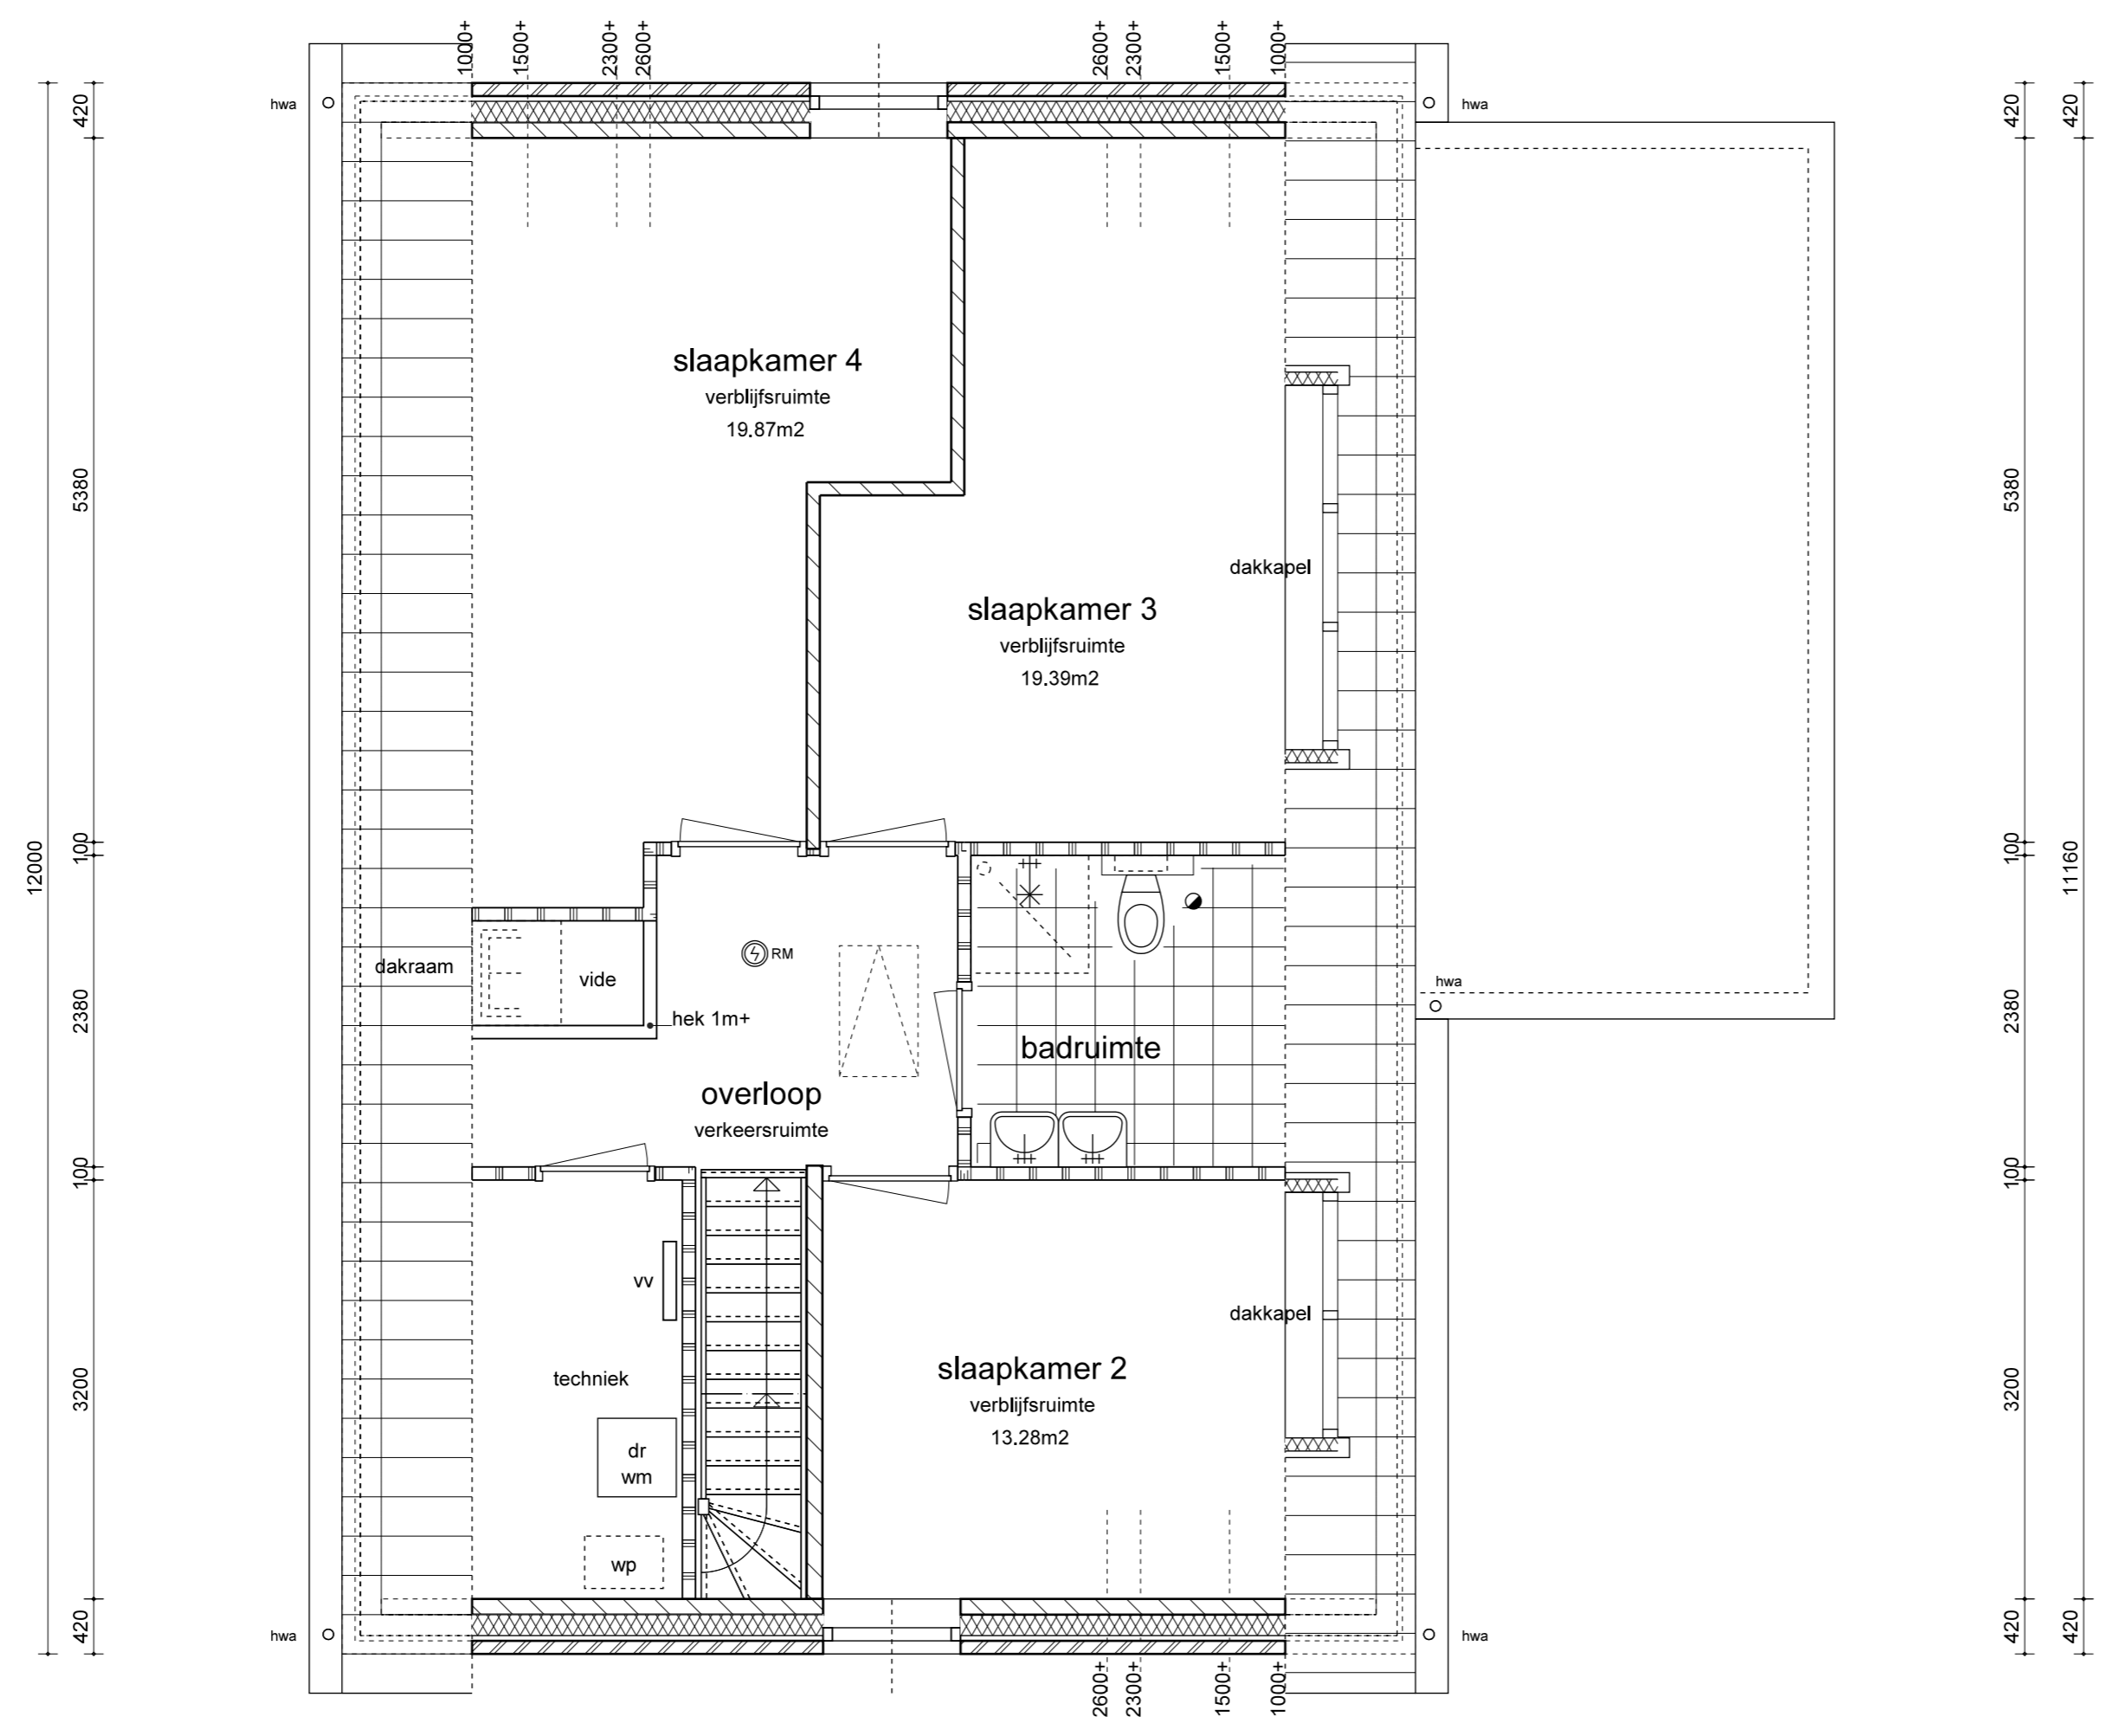 1000+
1500+
2300+
2600+
2600+
2300+
1500+
1000+
420
hwa
hwa
420
420
slaapkamer 4
verblijfsruimte
19.87m2
5380
5380
dakkapel
slaapkamer 3
verblijfsruimte
19.39m2
12000
100
100
11160
RM
dakraam
vide
hwa
2380
hek 1m+
2380
badruimte
overloop
verkeersruimte
100
100
vv
dakkapel
techniek
slaapkamer 2
3200
verblijfsruimte
3200
13.28m2
dr
wm
wp
420
hwa
hwa
420
420
2600+
2300+
1500+
1000+